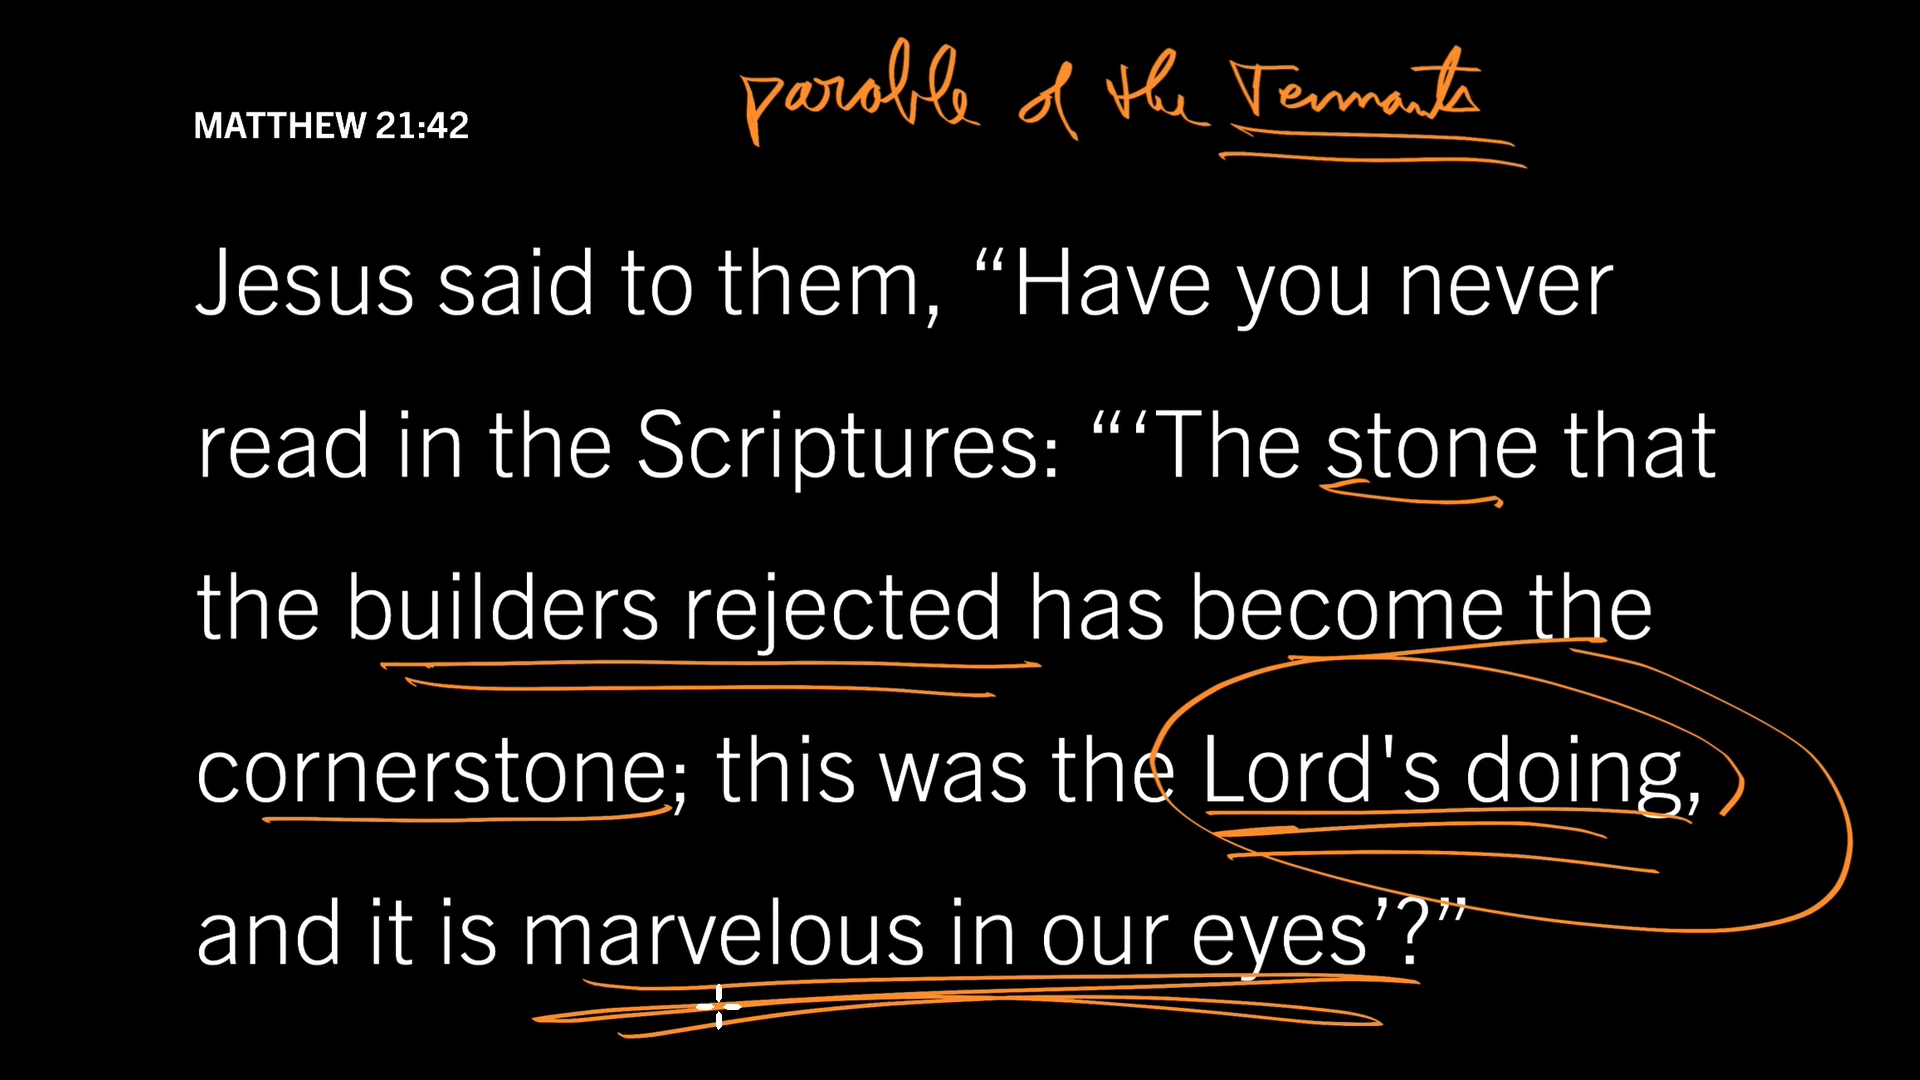 parable of the Tennants
MATTHEW 21:42
Jesus said to them, “Have you never
read in the Scriptures: “‘The stone that
the builders rejected has become the
cornerstone; this was the Lord's doing,
and it is marvelous in our eyes’?”